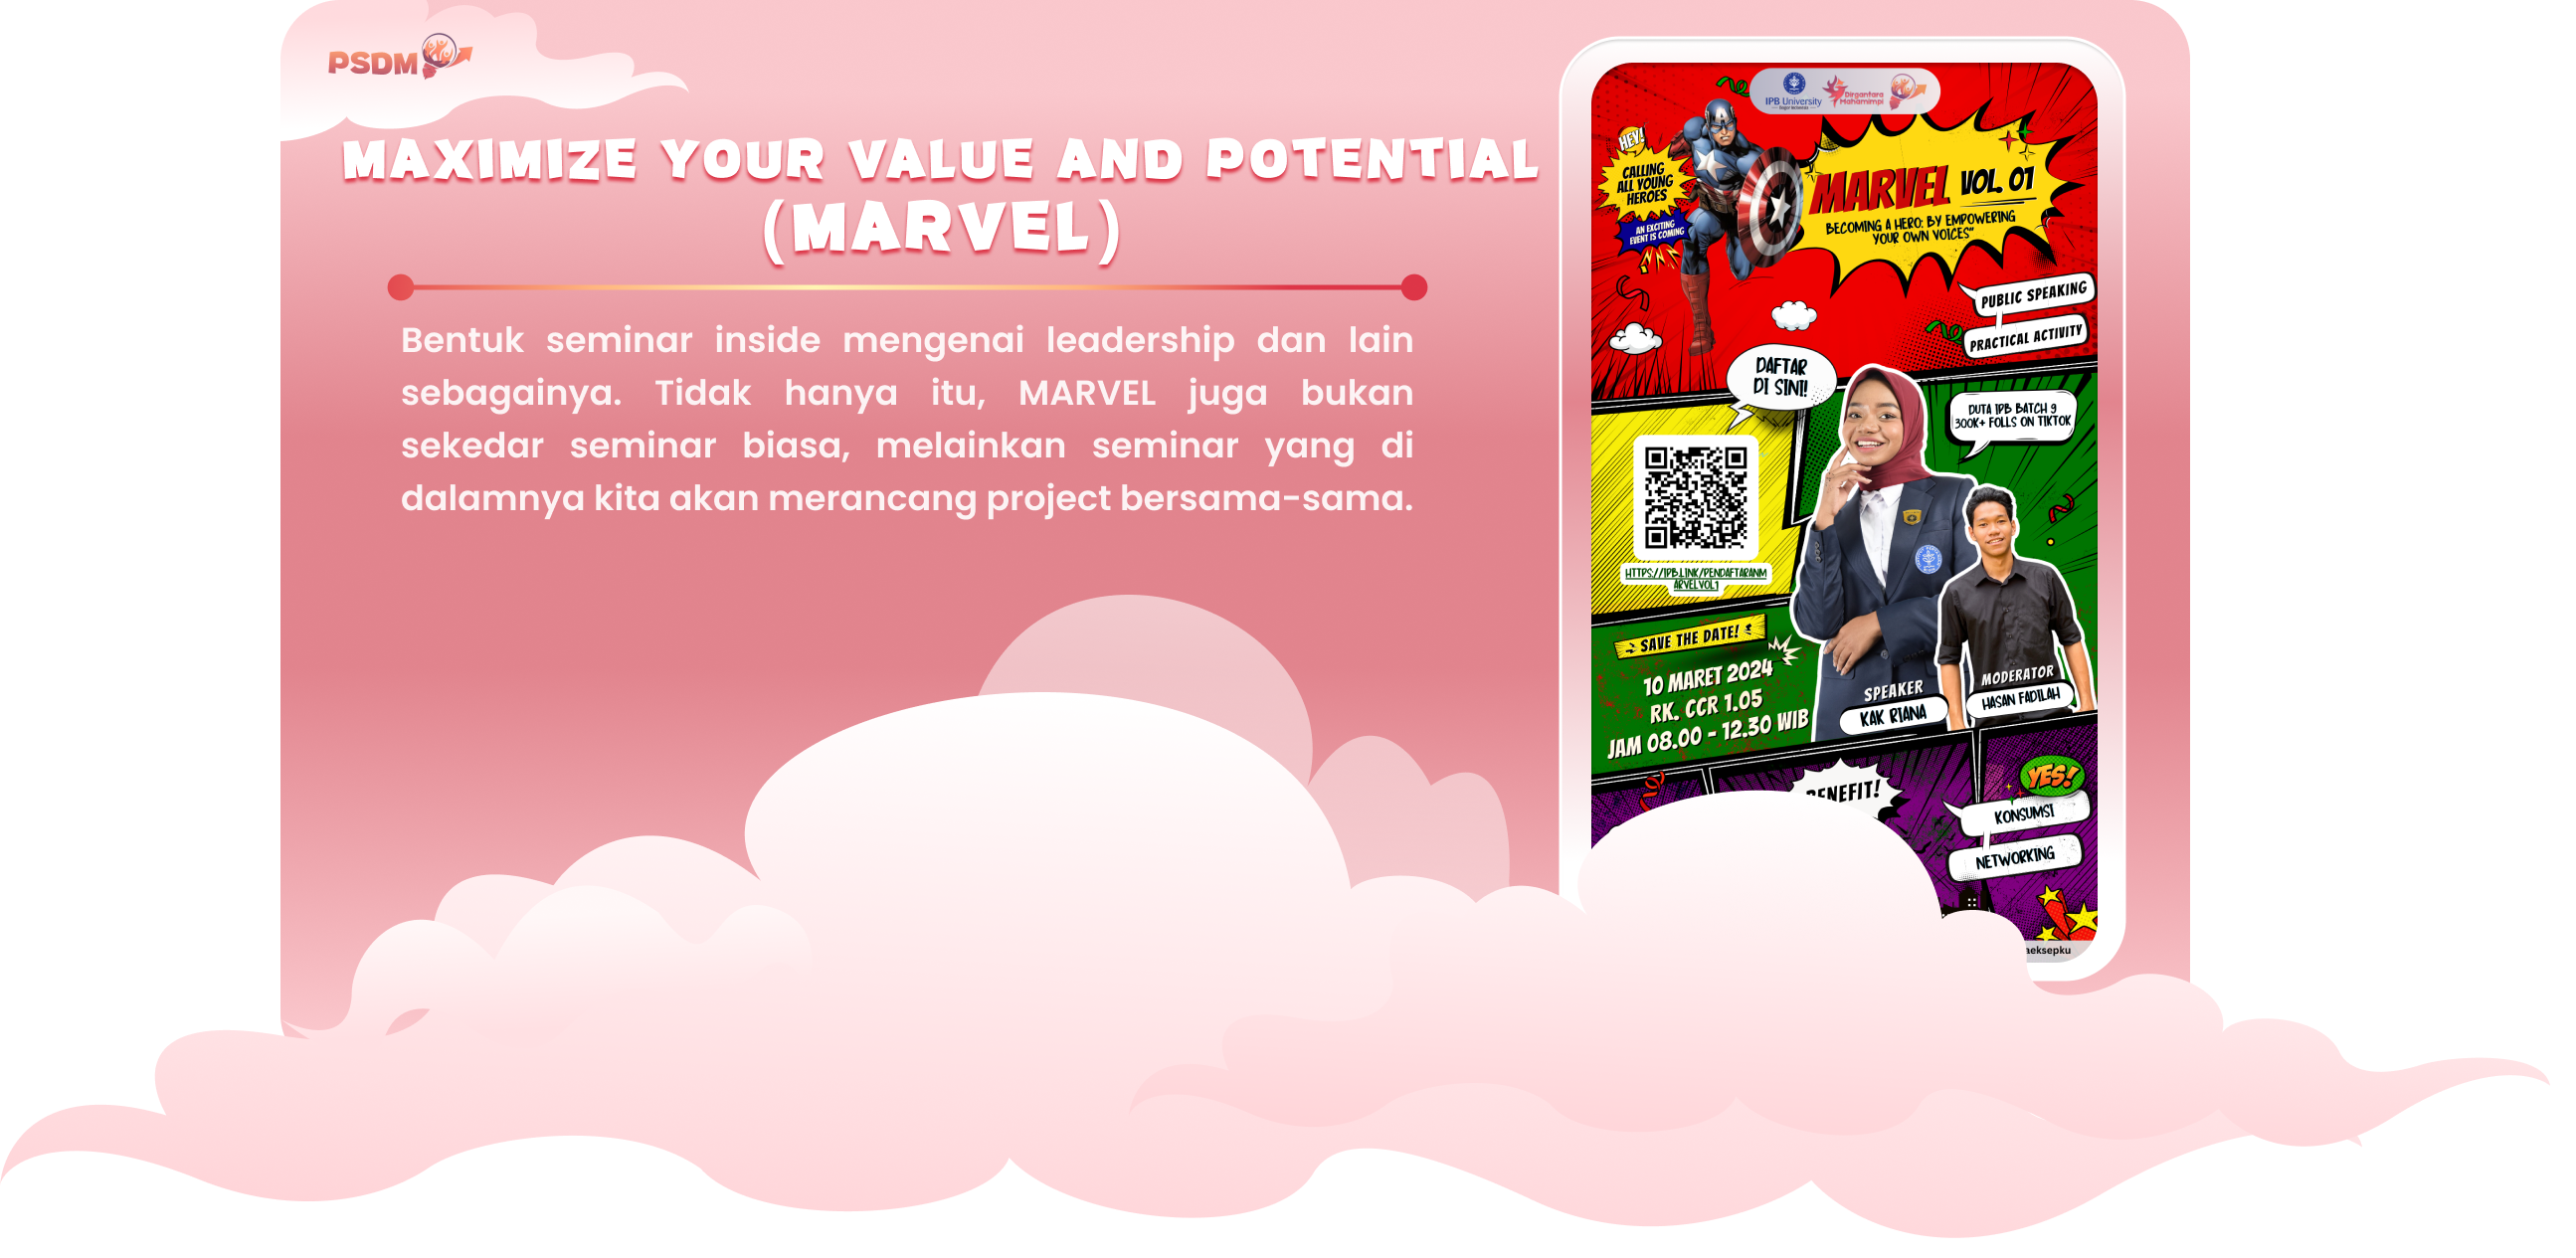 PSDM
MAXIMIZE YOUR VALUE AND POTENTIAL
(MARVEL)
Bentuk seminar inside mengenai leadership dan lain
sebagainya. Tidak hanya itu, MARVEL juga bukan
sekedar seminar biasa, melainkan seminar yang di
dalamnya kita akan merancang project bersama-sama.
IPB University
Bogor Indonesia
Dirgantara
Mahamimpi
HEY!
CALLING
ALL YOUNG
HEROES
AN EXCITING
EVENT IS COMING
MARVEL VOL. 01
BECOMING A HERO: BY EMPOWERING
YOUR OWN VOICES"
PUBLIC SPEAKING
PRACTICAL ACTIVITY
DAFTAR
DI SINI!
DUTA IPB BATCH 9
300K+ FOLLS ON TIKTOK
HTTPS://IPB.LINK/PENDAFTARANM
ARVELVOL1
SAVE THE DATE!
10 MARET 2024
RK. CCR 1.05
JAM 08.00 - 12.30 WIB
SPEAKER
KAK RIANA
MODERATOR
HASAN FADILAH
BENEFIT!
YES!
KONSUMSI
NETWORKING
aeksepku